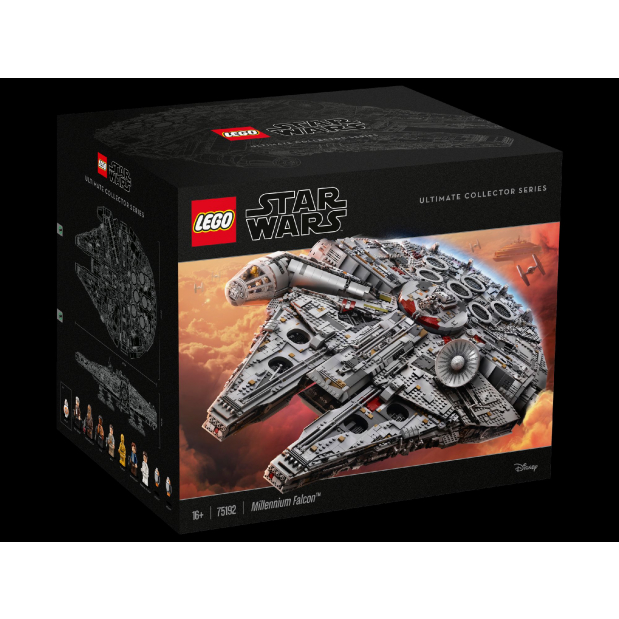 LEGO
STAR
WARS
ULTIMATE COLLECTOR SERIES
LEGO
STAR
WARS
ULTIMATE COLLECTOR SERIES
LEGO
STAR
WARS
ULTIMATE COLLECTOR SERIES
Disney
16+ | 75192 | Millennium Falcon™